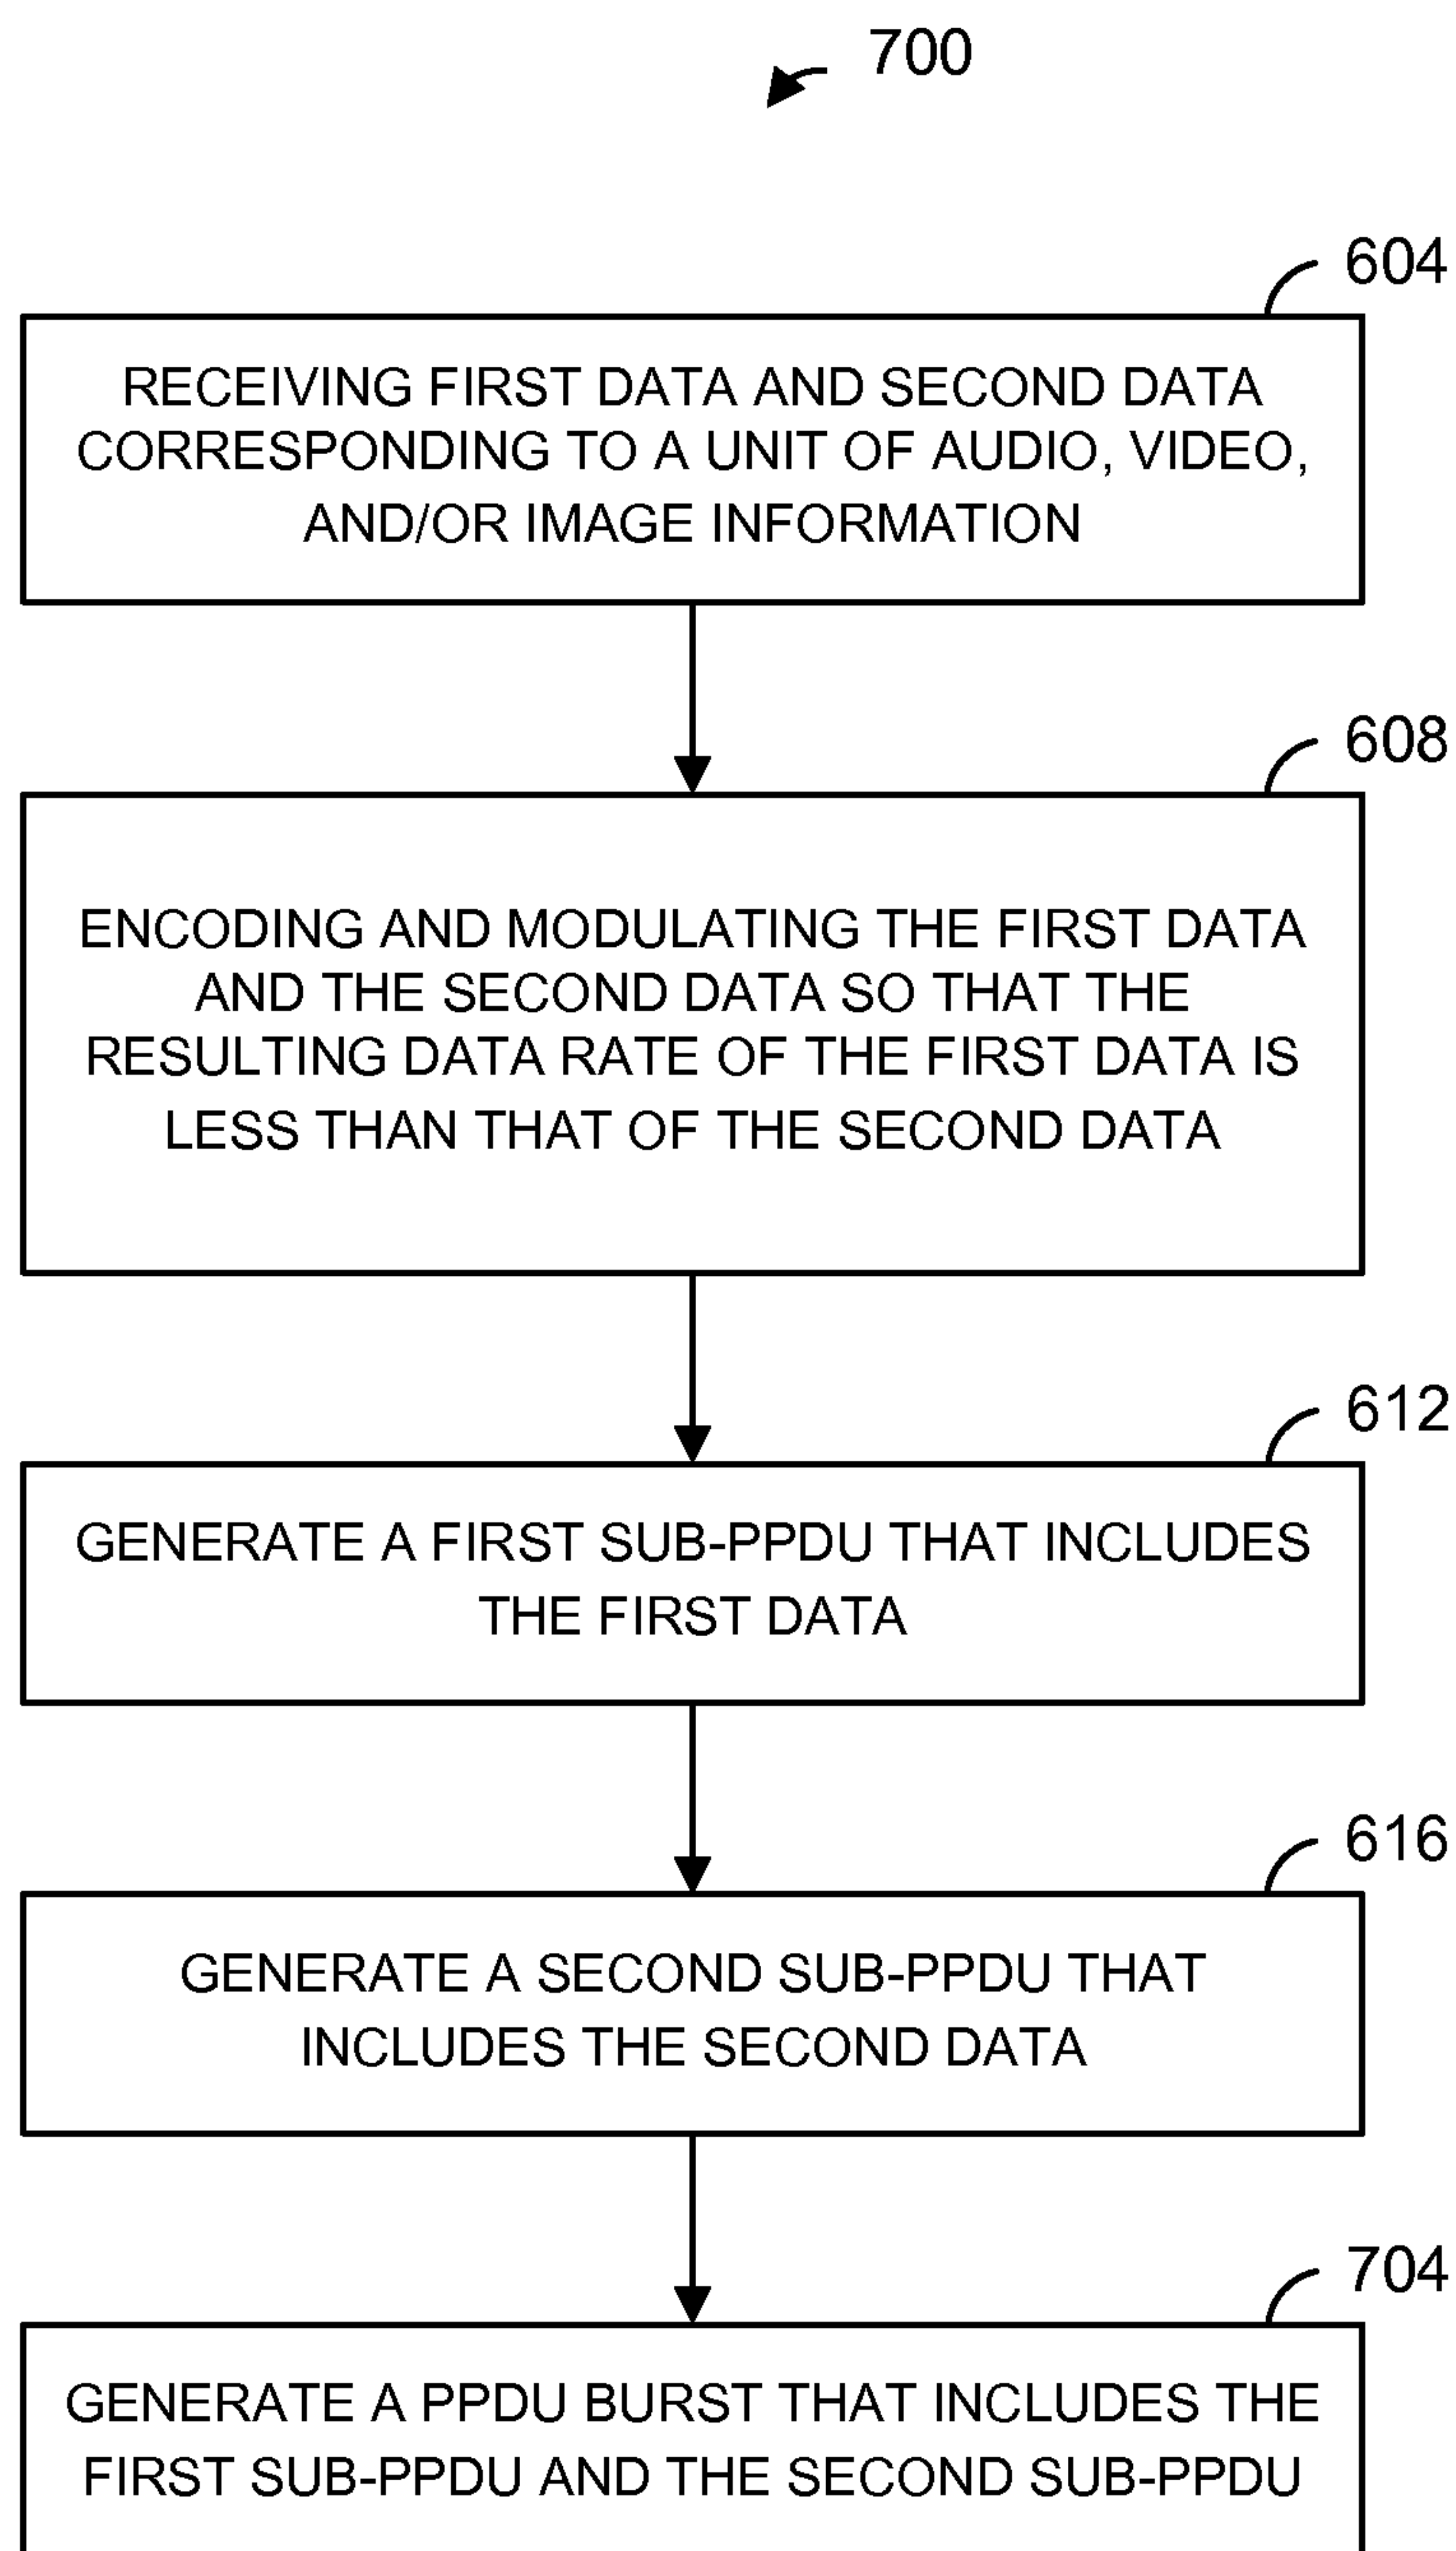 700
604
RECEIVING FIRST DATA AND SECOND DATA
CORRESPONDING TO A UNIT OF AUDIO, VIDEO,
AND/OR IMAGE INFORMATION
608
ENCODING AND MODULATING THE FIRST DATA
AND THE SECOND DATA SO THAT THE
RESULTING DATA RATE OF THE FIRST DATA IS
LESS THAN THAT OF THE SECOND DATA
612
GENERATE A FIRST SUB-PPDU THAT INCLUDES
THE FIRST DATA
616
GENERATE A SECOND SUB-PPDU THAT
INCLUDES THE SECOND DATA
704
GENERATE A PPDU BURST THAT INCLUDES THE
FIRST SUB-PPDU AND THE SECOND SUB-PPDU